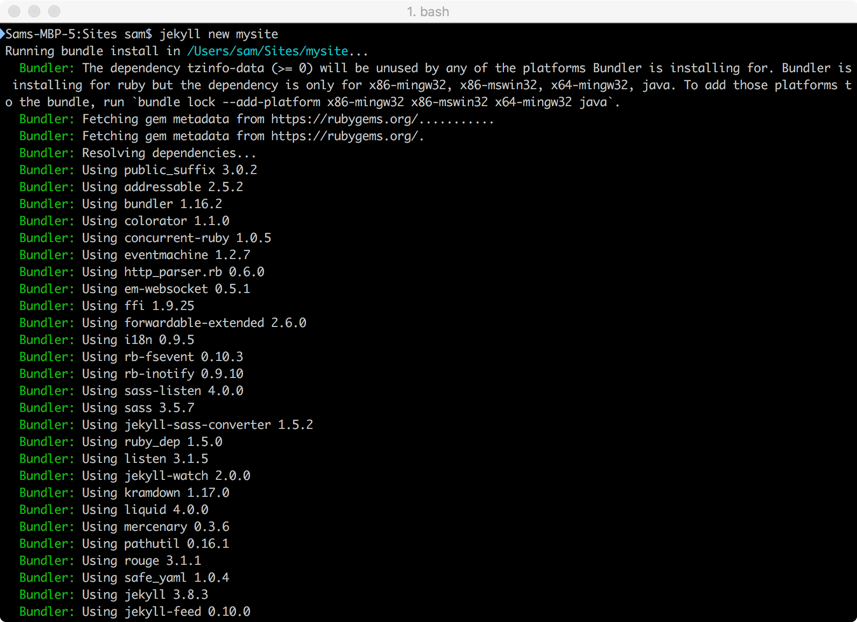 1. bash
Sams-MBP-5:Sites sam$ jekyll new mysite
Running bundle install in /Users/sam/Sites/mysite...
Bundler: The dependency tzinfo-data (>= 0) will be unused by any of the platforms Bundler is installing for. Bundler is
installing for ruby but the dependency is only for x86-mingw32, x86-mswin32, x64-mingw32, java. To add those platforms t
o the bundle, run `bundle lock --add-platform x86-mingw32 x86-mswin32 x64-mingw32 java`.
Bundler: Fetching gem metadata from https://rubygems.org/...........
Bundler: Fetching gem metadata from https://rubygems.org/.
Bundler: Resolving dependencies...
Bundler: Using public_suffix 3.0.2
Bundler: Using addressable 2.5.2
Bundler: Using bundler 1.16.2
Bundler: Using colorator 1.1.0
Bundler: Using concurrent-ruby 1.0.5
Bundler: Using eventmachine 1.2.7
Bundler: Using http_parser.rb 0.6.0
Bundler: Using em-websocket 0.5.1
Bundler: Using ffi 1.9.25
Bundler: Using forwardable-extended 2.6.0
Bundler: Using i18n 0.9.5
Bundler: Using rb-fsevent 0.10.3
Bundler: Using rb-inotify 0.9.10
Bundler: Using sass-listen 4.0.0
Bundler: Using sass 3.5.7
Bundler: Using jekyll-sass-converter 1.5.2
Bundler: Using ruby_dep 1.5.0
Bundler: Using listen 3.1.5
Bundler: Using jekyll-watch 2.0.0
Bundler: Using kramdown 1.17.0
Bundler: Using liquid 4.0.0
Bundler: Using mercenary 0.3.6
Bundler: Using pathutil 0.16.1
Bundler: Using rouge 3.1.1
Bundler: Using safe_yaml 1.0.4
Bundler: Using jekyll 3.8.3
Bundler: Using jekyll-feed 0.10.0